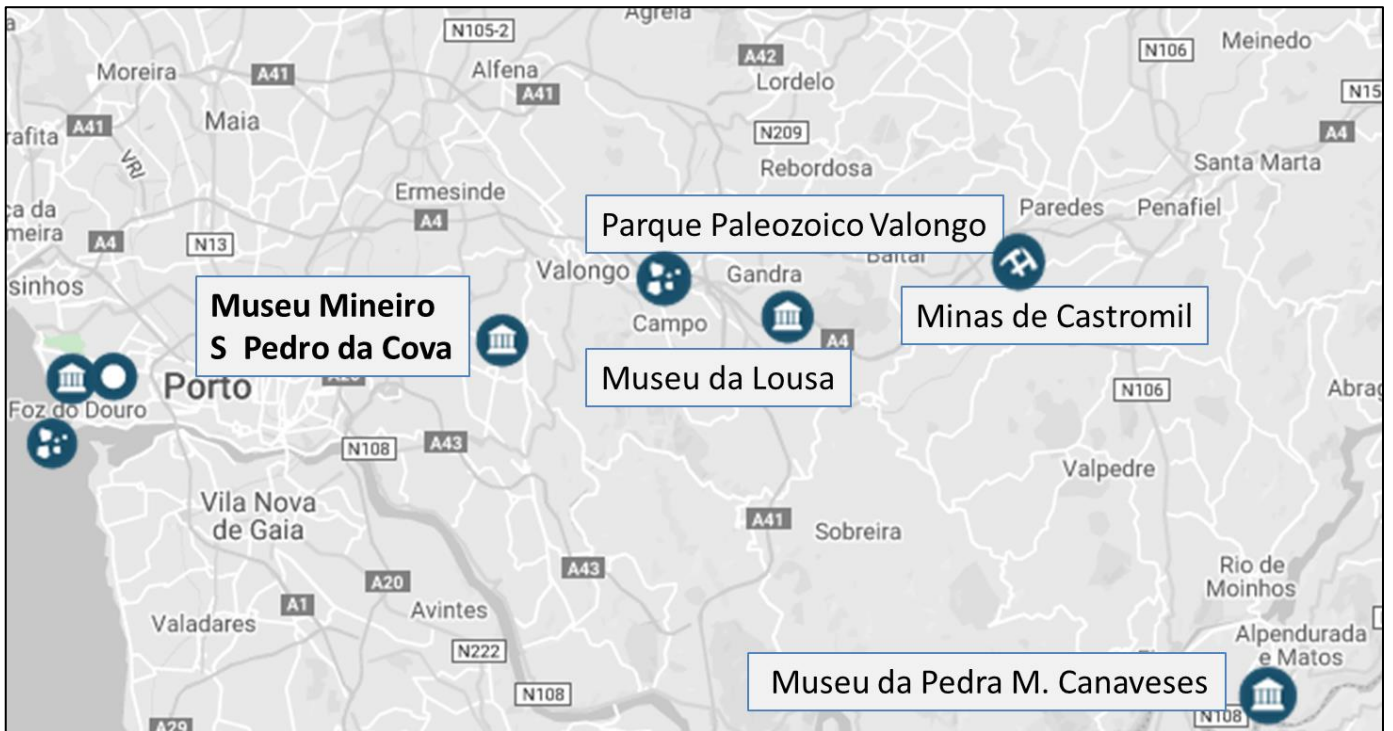 Agrela
N105-2
Moreira
A41
Alfena
A41
A42
Lordelo
N106
Meinedo
N15
rafita
A41
Maia
VRI
N209
Rebordosa
A4
Santa Marta
Ermesinde
A4
ça da
meira
A4
N13
Parque Paleozoico Valongo
Paredes
Penafiel
Baltar
sinhos
Valongo
Gandra
Museu Mineiro
S Pedro da Cova
Campo
Minas de Castromil
A4
Museu da Lousa
Porto
N106
Abrag
Foz do Douro
N108
A43
Valpedre
Vila Nova
de Gaia
A41
Sobreira
A43
A20
Rio de
Moinhos
A1
Avintes
Valadares
N222
Alpendurada
e Matos
Museu da Pedra M. Canaveses
N108
N108
A29